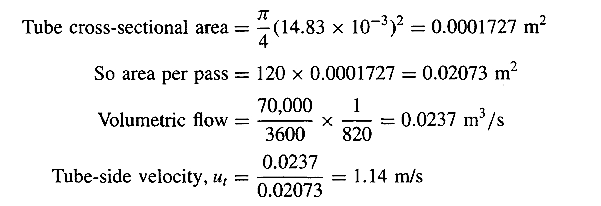 Tube cross-sectional area = π/4 (14.83 × 10⁻³)² = 0.0001727 m²
So area per pass = 120 × 0.0001727 = 0.02073 m²
Volumetric flow = 70,000/3600 × 1/820 = 0.0237 m³/s
Tube-side velocity, uₜ = 0.0237/0.02073 = 1.14 m/s